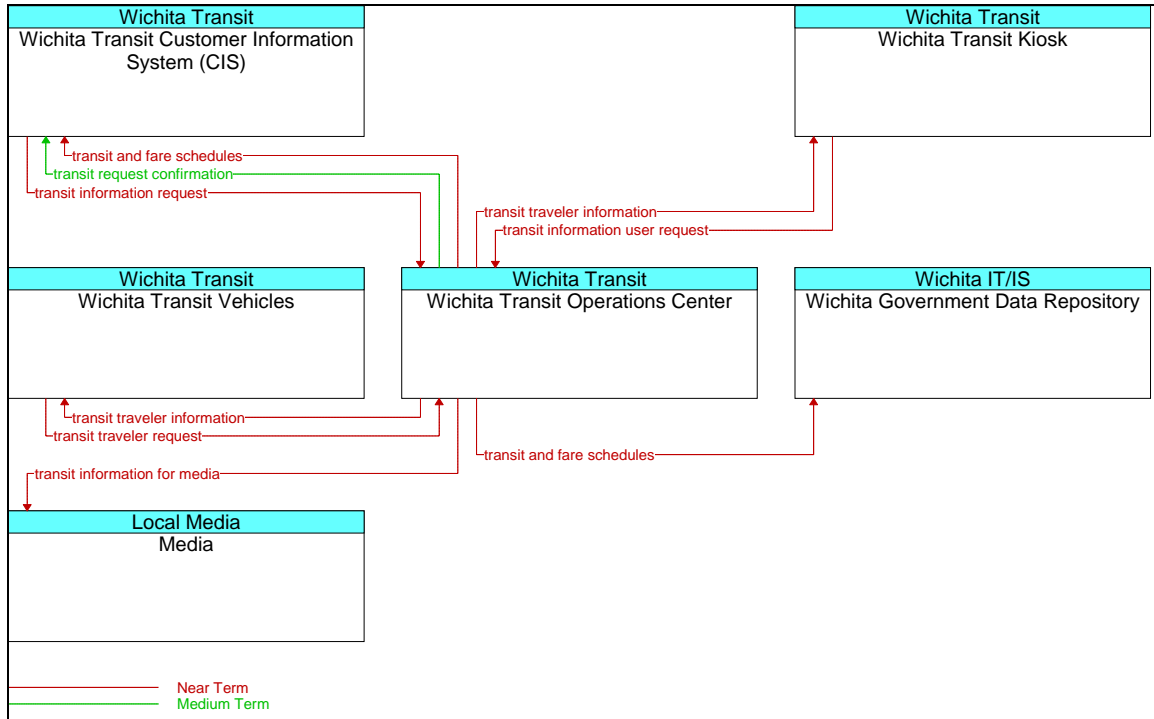 Wichita Transit
Wichita Transit Customer Information
System (CIS)
Wichita Transit
Wichita Transit Kiosk
transit and fare schedules
transit request confirmation
transit information request
transit traveler information
transit information user request
Wichita Transit
Wichita Transit Vehicles
Wichita Transit
Wichita Transit Operations Center
Wichita IT/IS
Wichita Government Data Repository
transit traveler information
transit traveler request
transit and fare schedules
transit information for media
Local Media
Media
Near Term
Medium Term